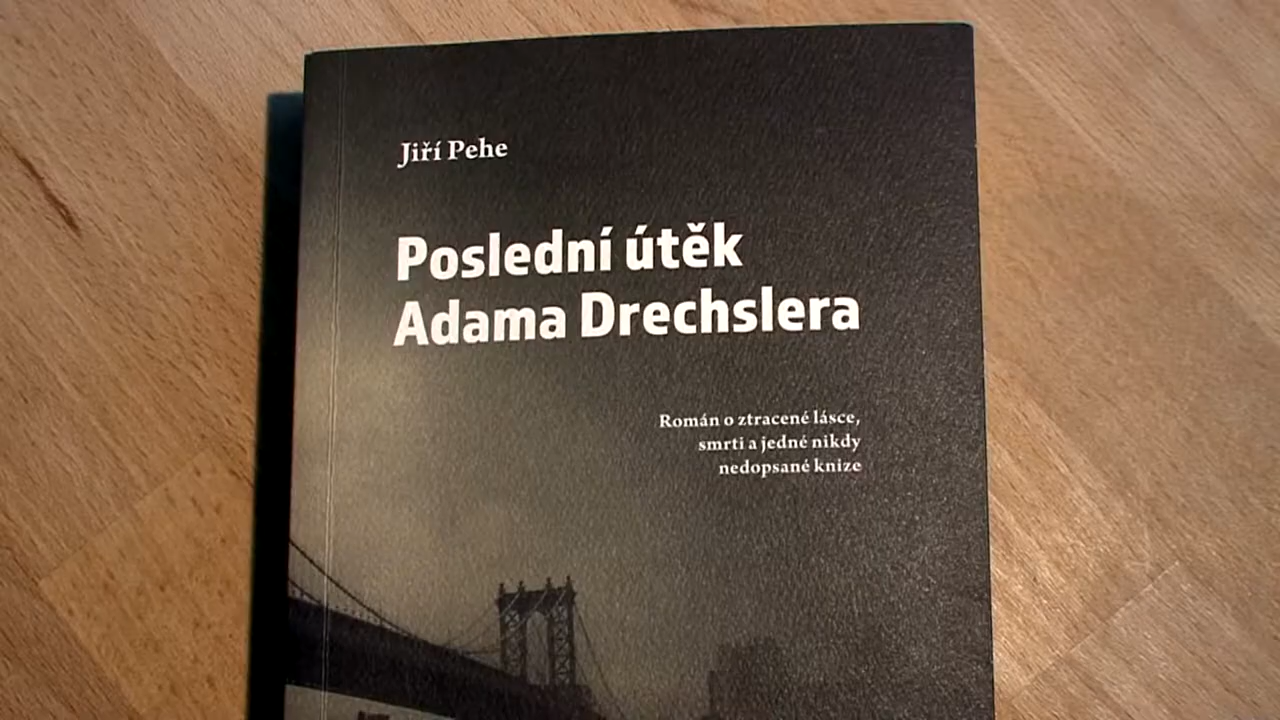 Jiří Pehe
Poslední útěk
Adama Drechslera
Román o ztracené lásce,
smrti a jedné nikdy
nedopsané knize